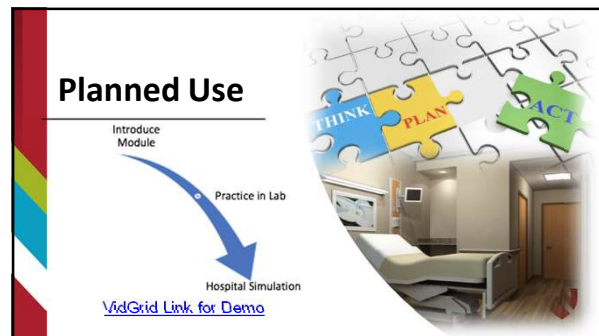 Planned Use
Introduce
Module
Practice in Lab
Hospital Simulation
VidGrid Link for Demo
THINK
PLAN
ACT